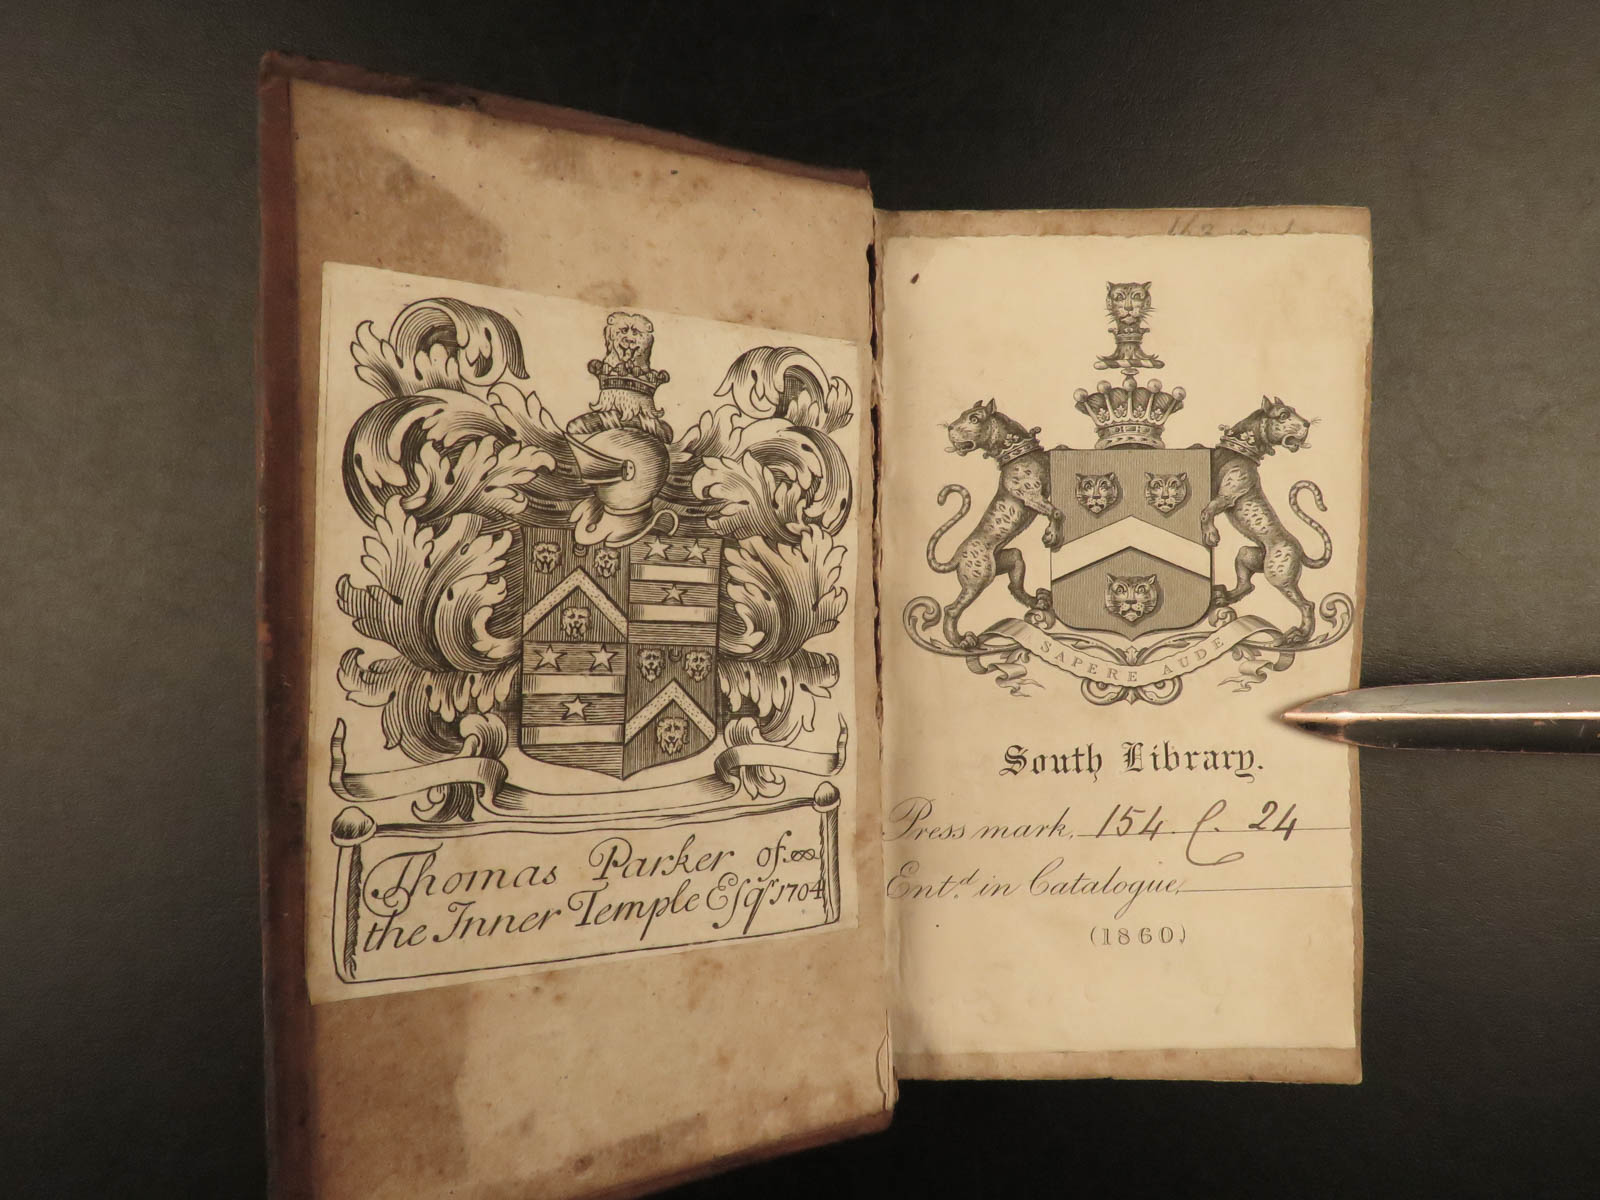 Thomas Parker of
the Inner Temple Eſqʳ 1704
SAPERE AUDE
South Library.
Press mark, 154. C. 24
Ent.ᵈ in Catalogue,
(1860)